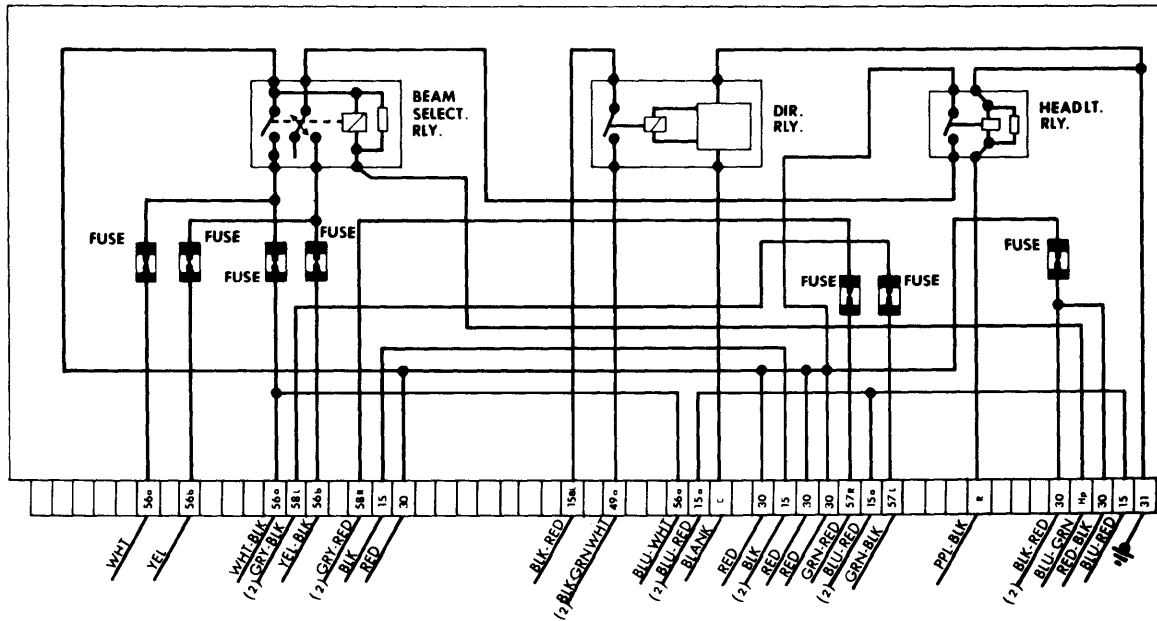 BEAM
SELECT.
RLY.
DIR.
RLY.
HEADLT.
RLY.
FUSE
FUSE
FUSE
FUSE
FUSE
FUSE
FUSE
56a
56b
56a
58L
56b
58R
15
30
15BL
49a
56a
15a
L
30
15
30
30
57R
15a
57L
R
30
Hp
30
15
31
WHT
YEL
WHT-BLK
(2) GRY-BLK
YEL-BLK
(2) GRY-RED
BLK
RED
BLK-RED
(2) BLK-GRN WHT
BLU-WHT
(2) BLU-RED
BLANK
RED
(2) BLK
RED
RED
GRN-RED
(2) BLU-RED
GRN-BLK
PPL-BLK
(2) BLK-RED
BLU-GRN
RED-BLK
BLU-RED